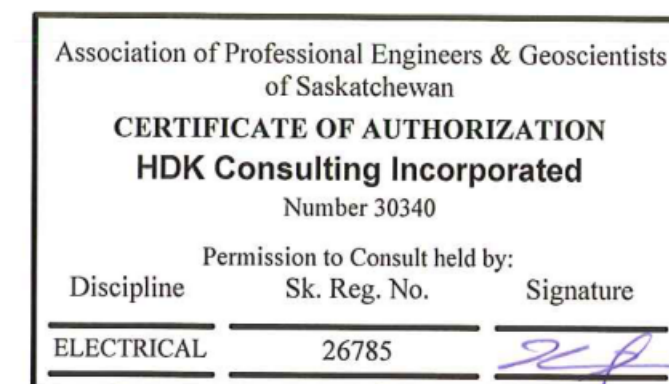 Association of Professional Engineers & Geoscientists
of Saskatchewan
CERTIFICATE OF AUTHORIZATION
HDK Consulting Incorporated
Number 30340
Permission to Consult held by:
Discipline Sk. Reg. No. Signature
ELECTRICAL 26785